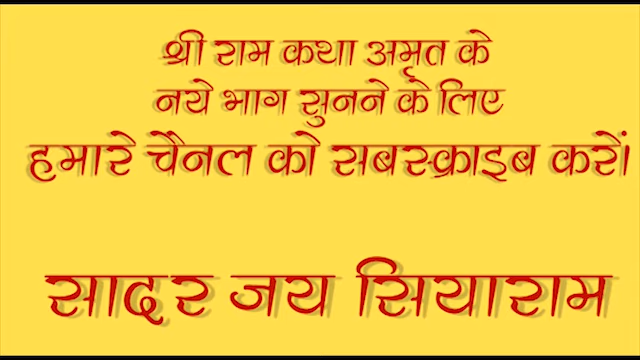 श्री राम कथा अमृत के
नये भाग सुनने के लिए
हमारे चैनल को सबस्क्राइब करों।
सादर जय सियाराम